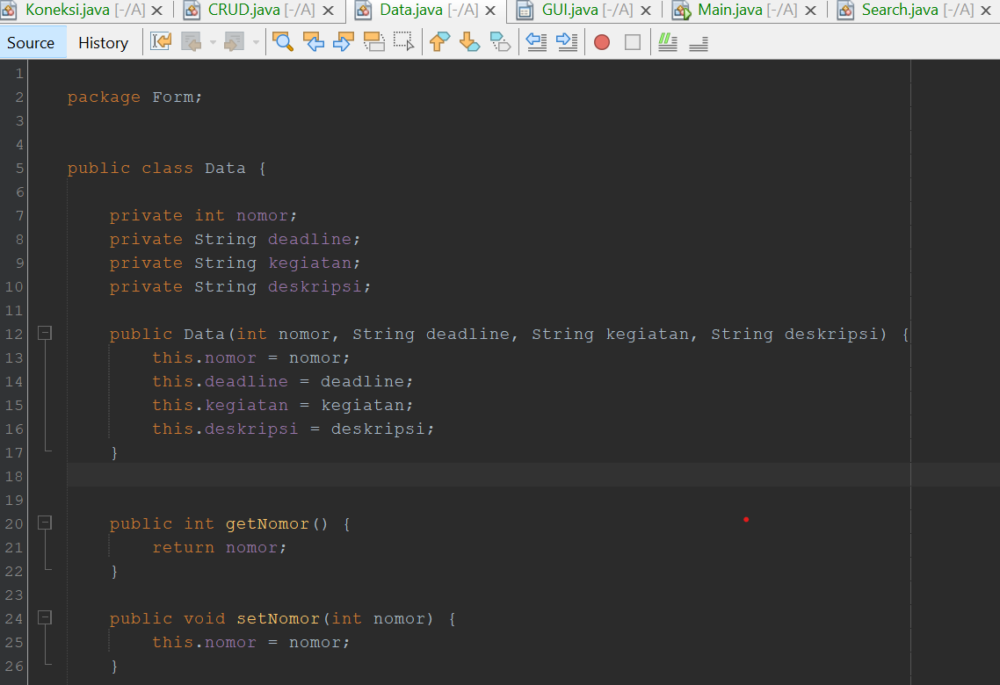 Koneksi.java [-/A] CRUD.java [-/A] Data.java [-/A] GUI.java [-/A] Main.java [-/A] Search.java [-/A]
Source History
1
2 package Form;
3
4
5 public class Data {
6
7 private int nomor;
8 private String deadline;
9 private String kegiatan;
10 private String deskripsi;
11
12 public Data(int nomor, String deadline, String kegiatan, String deskripsi) {
13 this.nomor = nomor;
14 this.deadline = deadline;
15 this.kegiatan = kegiatan;
16 this.deskripsi = deskripsi;
17 }
18
19
20 public int getNomor() {
21 return nomor;
22 }
23
24 public void setNomor(int nomor) {
25 this.nomor = nomor;
26 }